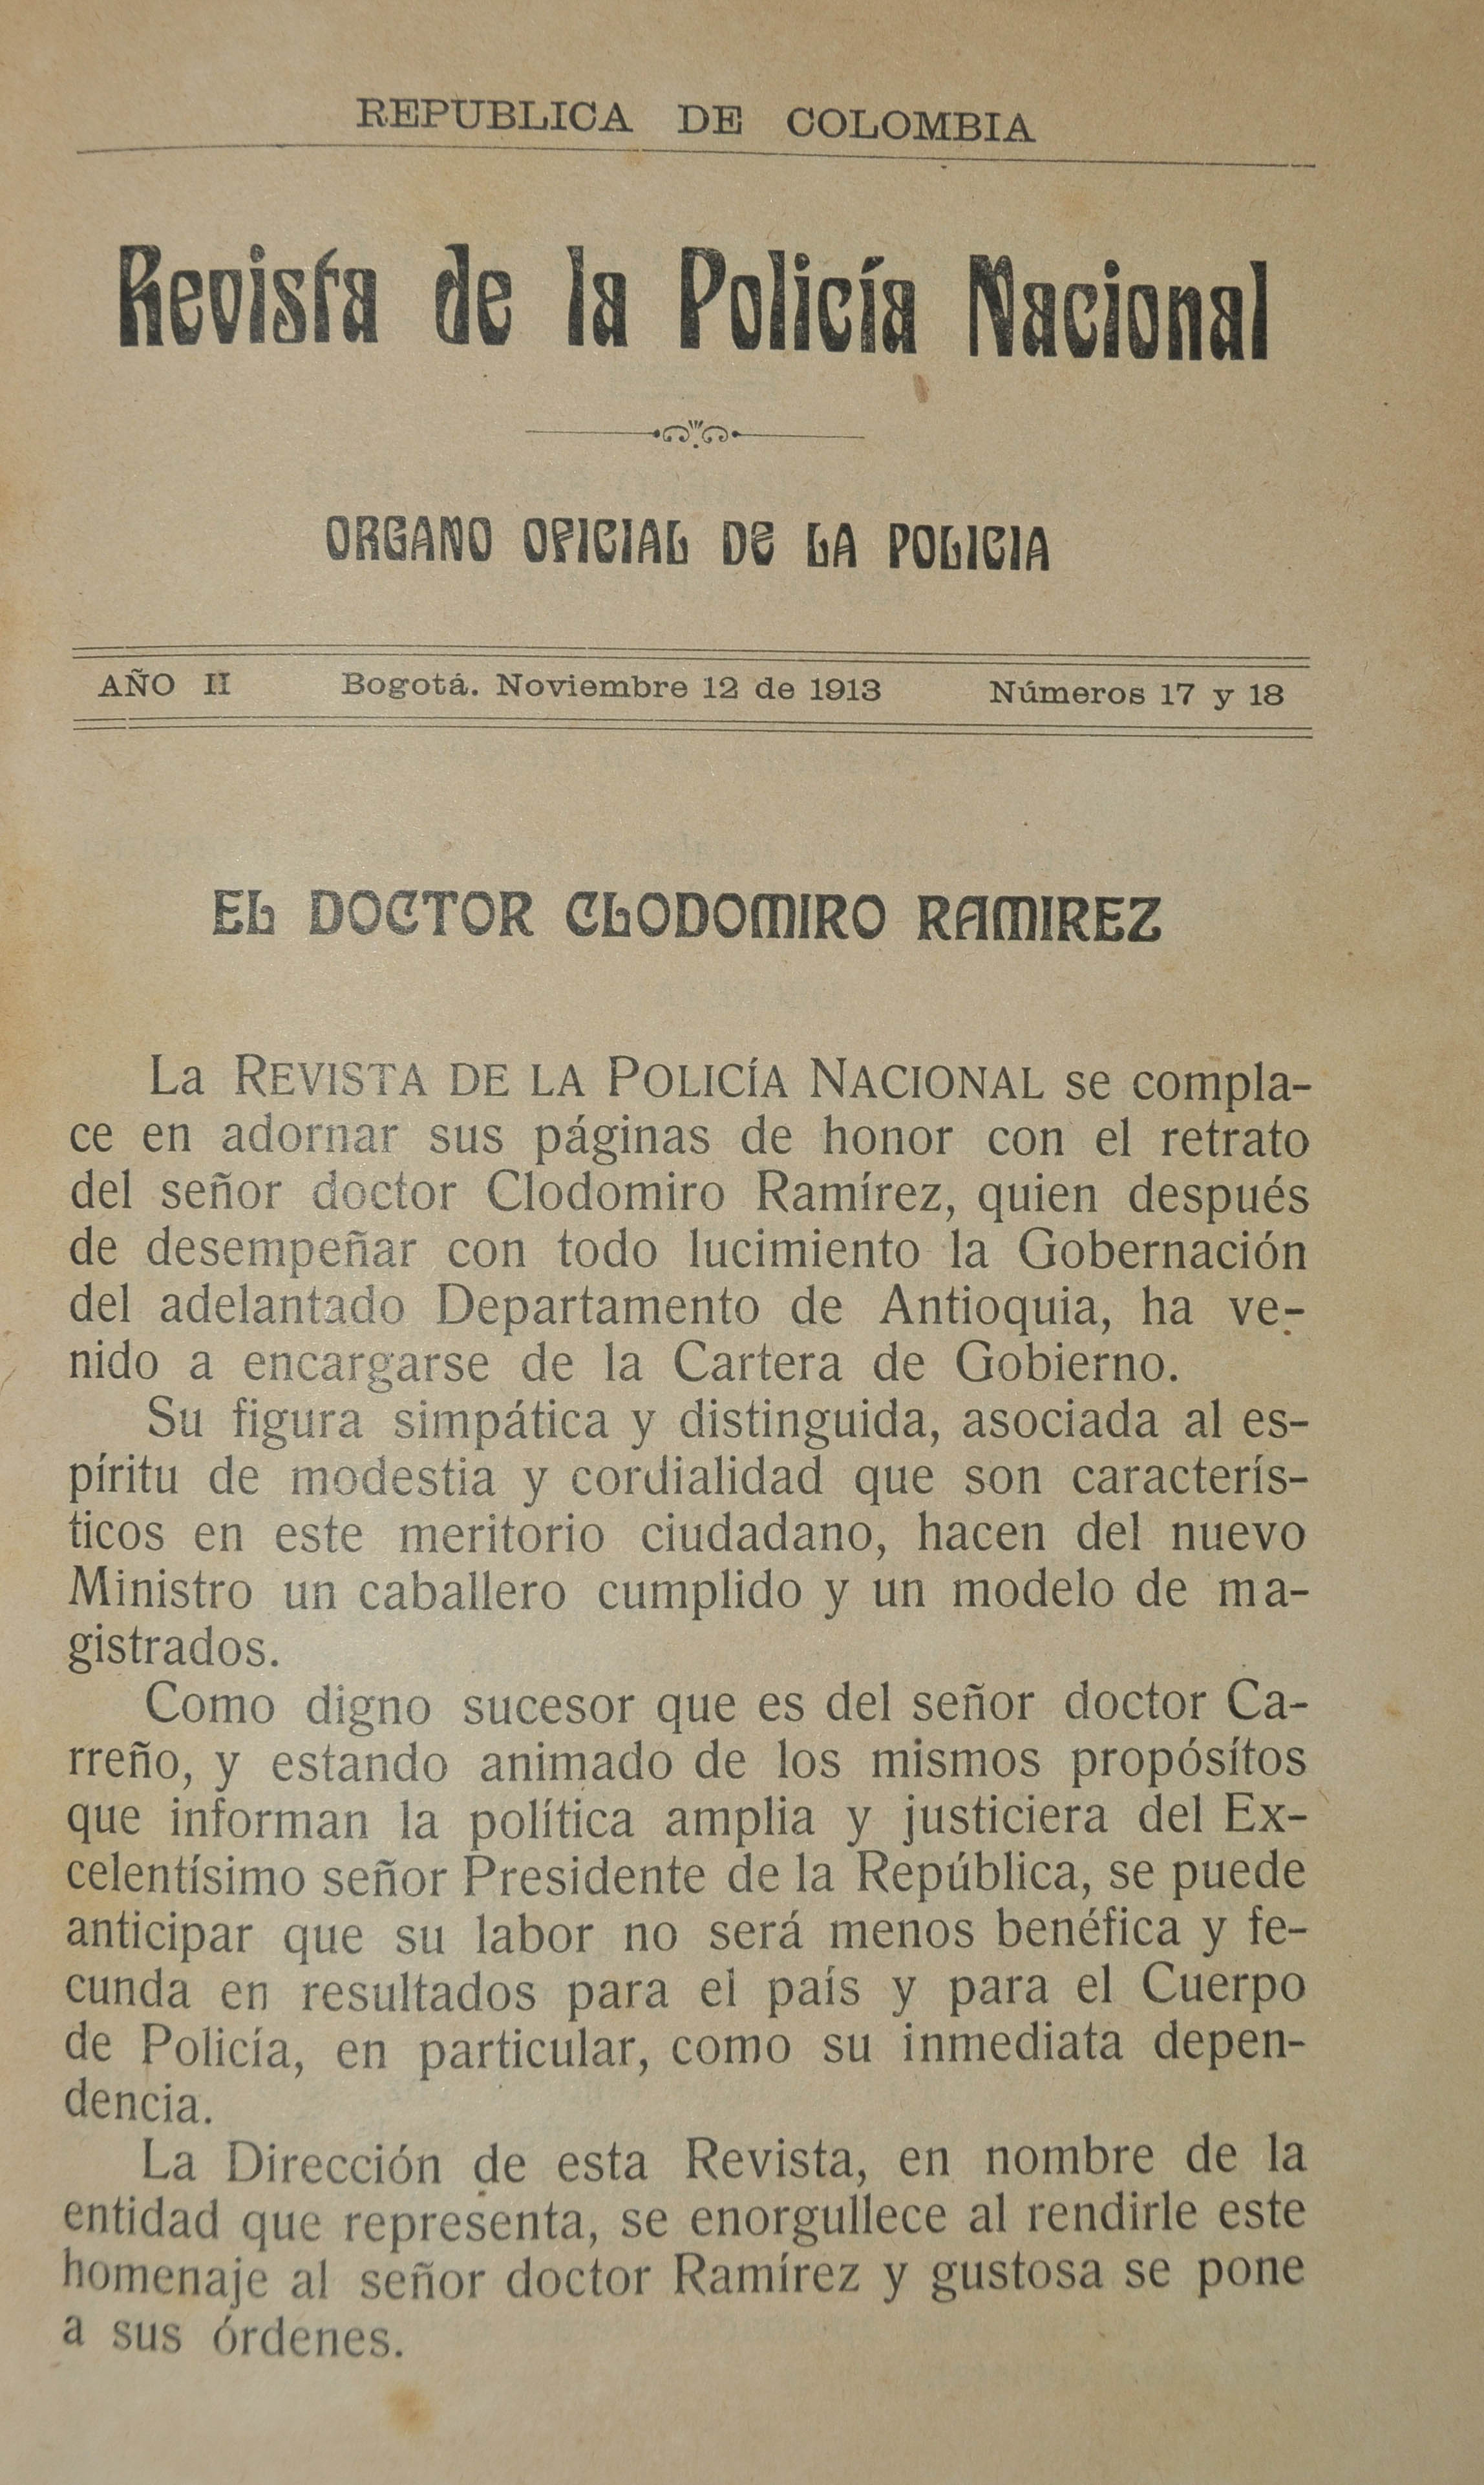 REPUBLICA DE COLOMBIA
Revista de la Policía Nacional
ORGANO OFICIAL DE LA POLICIA
AÑO II Bogotá. Noviembre 12 de 1913 Números 17 y 18
EL DOCTOR CLODOMIRO RAMIREZ
La REVISTA DE LA POLICÍA NACIONAL se compla-
ce en adornar sus páginas de honor con el retrato
del señor doctor Clodomiro Ramírez, quien después
de desempeñar con todo lucimiento la Gobernación
del adelantado Departamento de Antioquia, ha ve-
nido a encargarse de la Cartera de Gobierno.
Su figura simpática y distinguida, asociada al es-
píritu de modestia y cordialidad que son caracterís-
ticos en este meritorio ciudadano, hacen del nuevo
Ministro un caballero cumplido y un modelo de ma-
gistrados.
Como digno sucesor que es del señor doctor Ca-
rreño, y estando animado de los mismos propósítos
que informan la política amplia y justiciera del Ex-
celentísimo señor Presidente de la República, se puede
anticipar que su labor no será menos benéfica y fe-
cunda en resultados para el país y para el Cuerpo
de Policía, en particular, como su inmediata depen-
dencia.
La Dirección de esta Revista, en nombre de la
entidad que representa, se enorgullece al rendirle este
homenaje al señor doctor Ramírez y gustosa se pone
a sus órdenes.